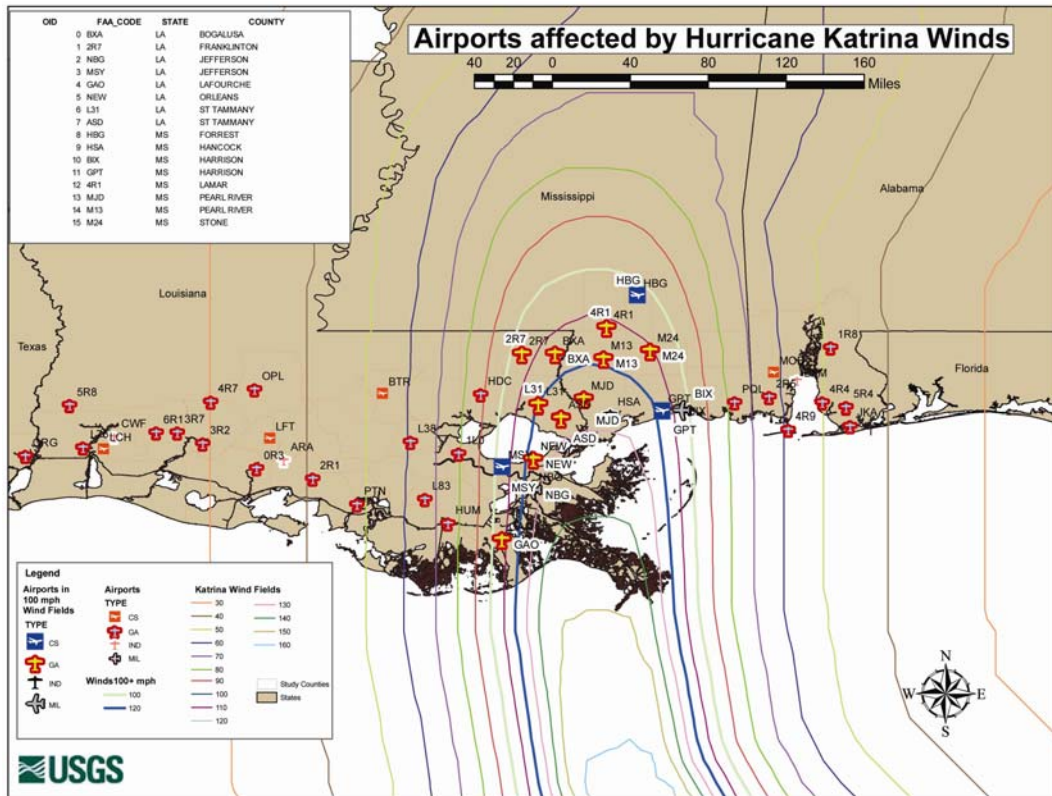 OID FAA_CODE STATE COUNTY
0 BXA LA BOGALUSA
1 2R7 LA FRANKLINTON
2 NBG LA JEFFERSON
3 MSY LA JEFFERSON
4 GAO LA LAFOURCHE
5 NEW LA ORLEANS
6 L31 LA ST TAMMANY
7 ASD LA ST TAMMANY
8 HBG MS FORREST
9 HSA MS HANCOCK
10 BIX MS HARRISON
11 GPT MS HARRISON
12 4R1 MS LAMAR
13 MJD MS PEARL RIVER
14 M13 MS PEARL RIVER
15 M24 MS STONE
Airports affected by Hurricane Katrina Winds
40 20 0 40 80 120 160
Miles
Mississippi
Alabama
Louisiana
Texas
Florida
HBG HBG
4R1 4R1
2R7 2R7 BXA M13 M24
BXA M13 M24
1R8
5R8 4R7 OPL BTR HDC L31 L31 MJD BIX
HSA GPT
PQL 2R5 4R4 5R4
JKA
4R9
CWF 6R1 3R7 3R2 LFT L38 MJD GPT
LCH ARA 1L0 ASD
0R3 2R1 NEW
NEW
PTN L83 MSY NBG
HUM
GAO
Legend
Airports in
100 mph
Wind Fields
TYPE
CS
GA
IND
MIL
Airports
TYPE
CS
GA
IND
MIL
Winds100+ mph
100
120
Katrina Wind Fields
30
40
50
60
70
80
90
100
110
120
130
140
150
160
Study Counties
States
N
W E
S
USGS